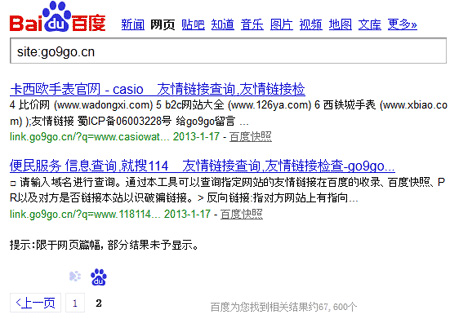 Bai du 百度 新闻 网页 贴吧 知道 音乐 图片 视频 地图 文库 更多»
site:go9go.cn
卡西欧手表官网 - casio 友情链接查询,友情链接检
4 比价网 (www.wadongxi.com) 5 b2c网站大全 (www.126ya.com) 6 西铁城手表 (www.xbiao.co
m) );友情链接 蜀ICP备06003228号 给go9go留言 ...
link.go9go.cn/?q=www.casiowat... 2013-1-17 - 百度快照
便民服务 信息查询,就搜114 友情链接查询,友情链接检查-go9go...
□ 请输入域名进行查询。通过本工具可以查询指定网站的友情链接在百度的收录、百度快照、P
R以及对方是否链接本站以识破骗链接。> 反向链接:指对方网站上有指向...
link.go9go.cn/?q=www.118114... 2013-1-17 - 百度快照
提示:限于网页篇幅,部分结果未予显示。
<上一页 1 2 百度为您找到相关结果约67,600个